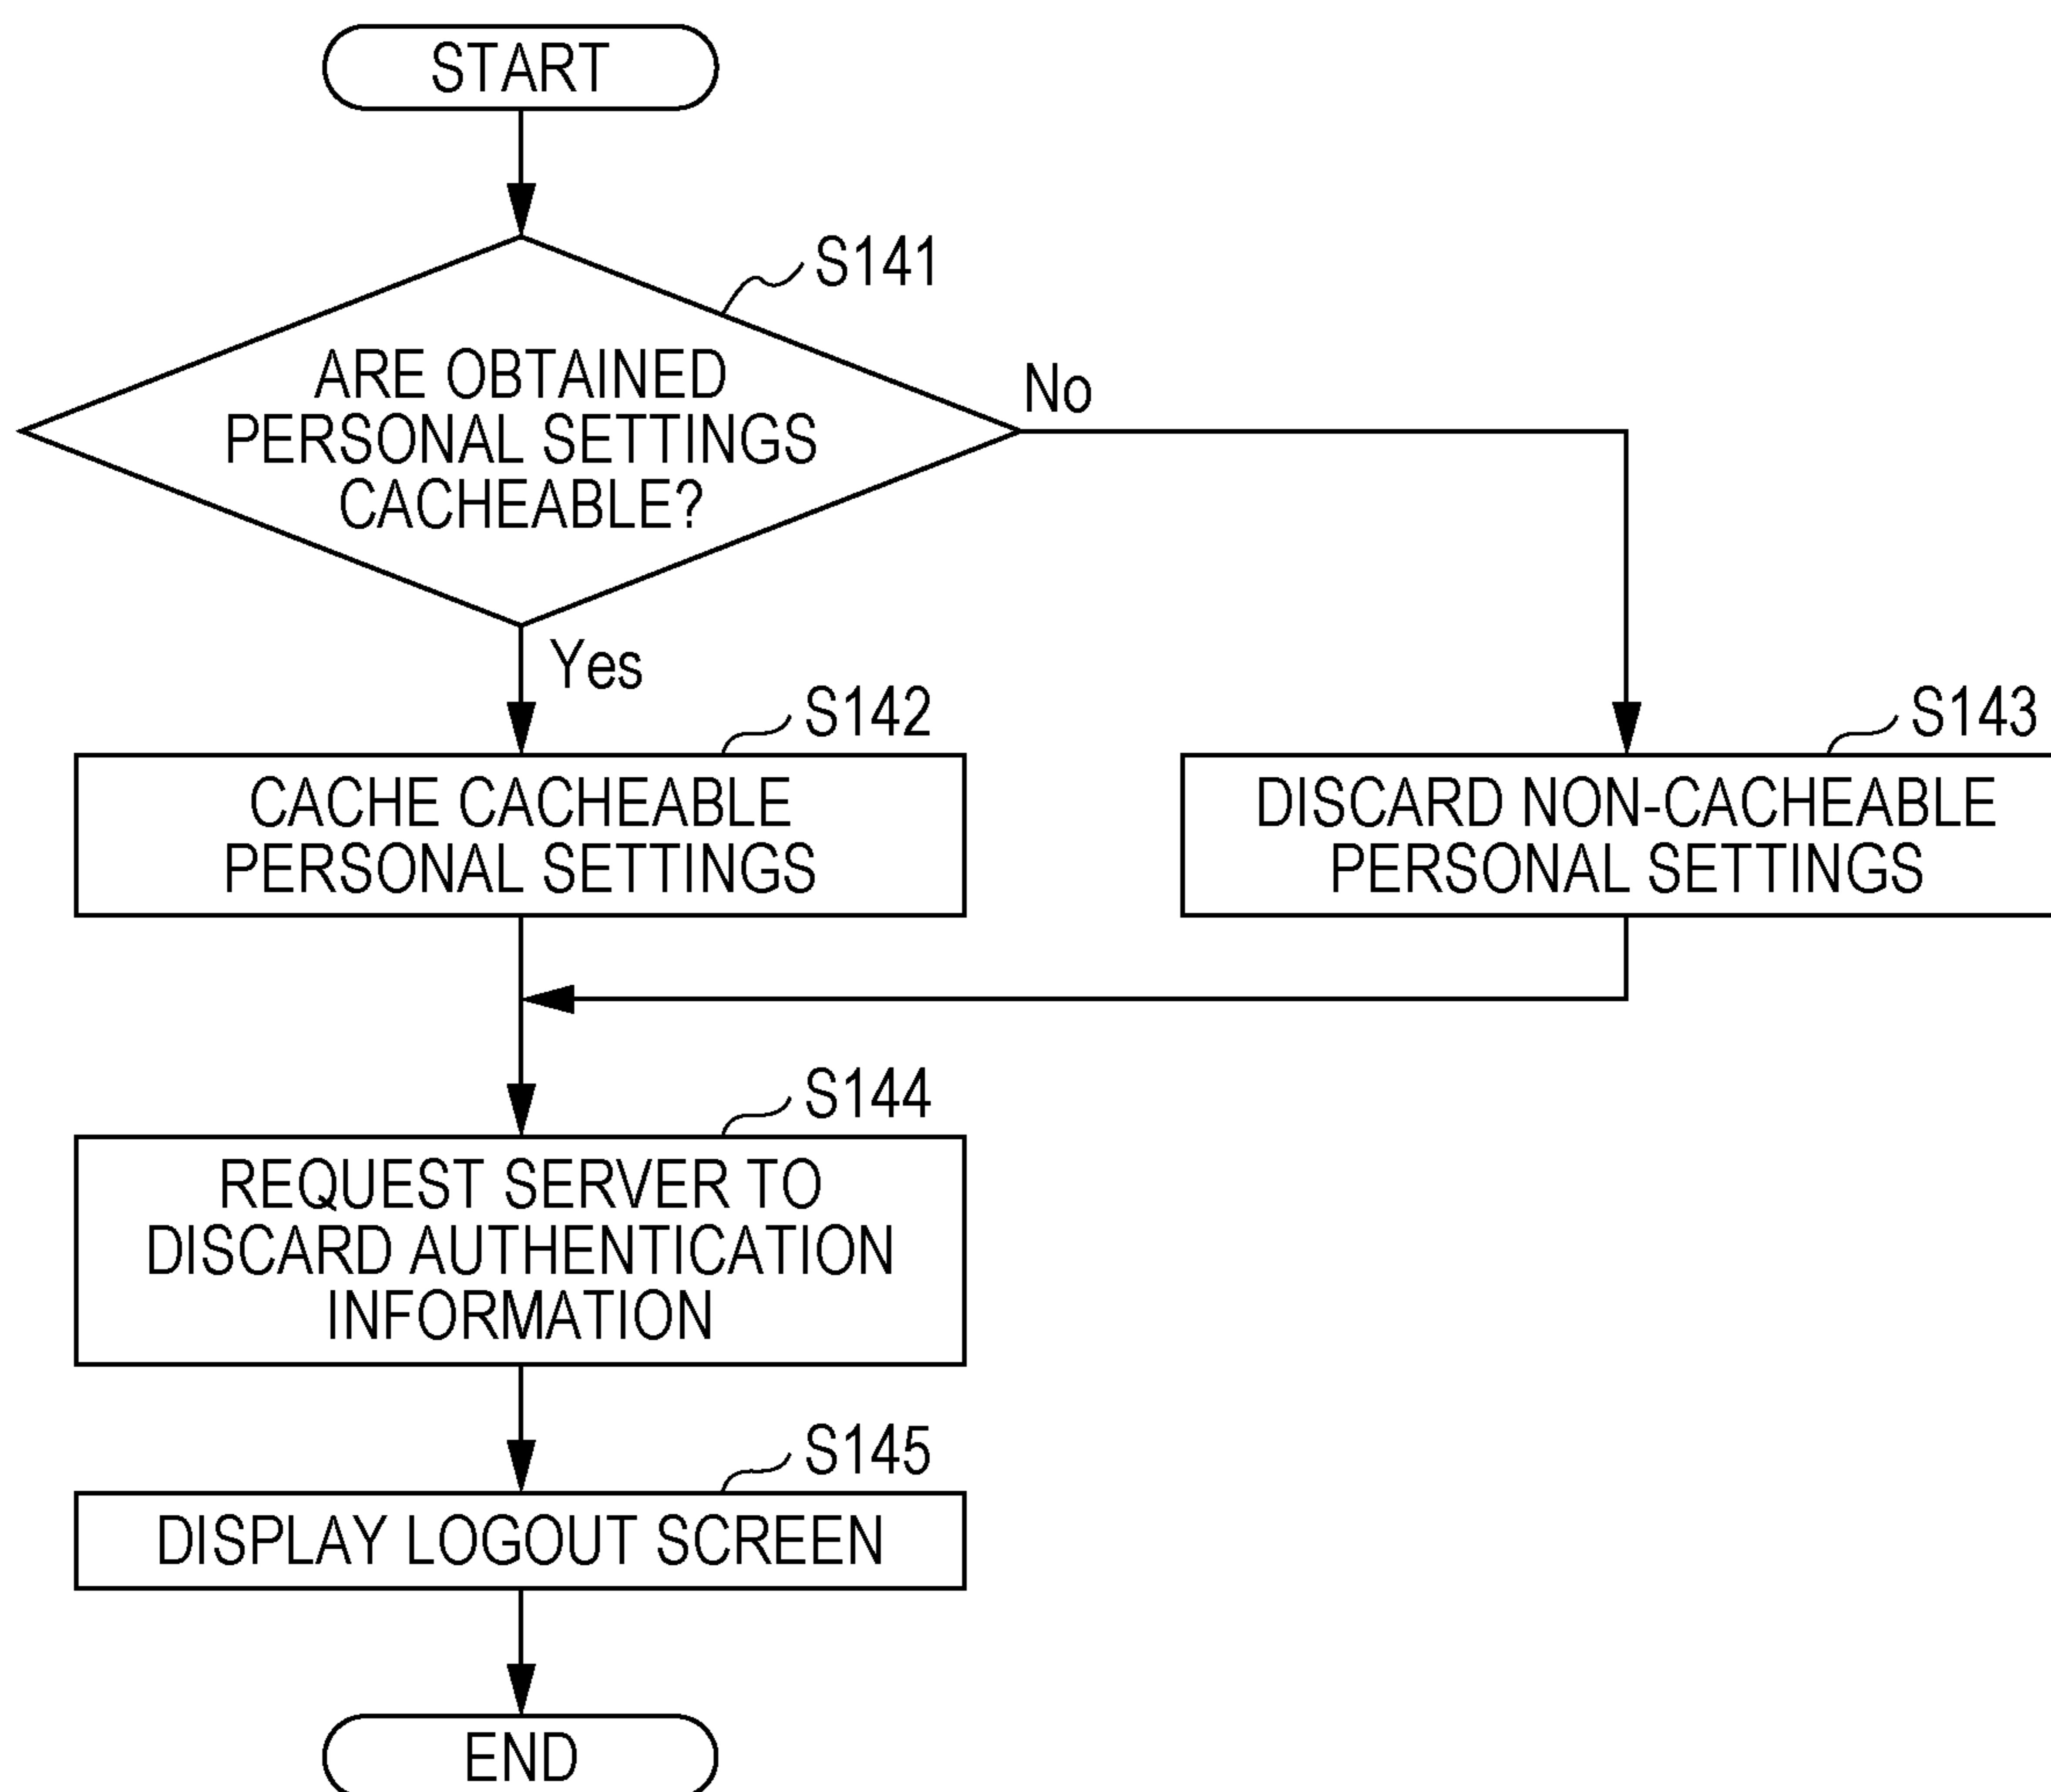 START
S141
ARE OBTAINED
PERSONAL SETTINGS
CACHEABLE?
No
Yes
S142
CACHE CACHEABLE
PERSONAL SETTINGS
S143
DISCARD NON-CACHEABLE
PERSONAL SETTINGS
S144
REQUEST SERVER TO
DISCARD AUTHENTICATION
INFORMATION
S145
DISPLAY LOGOUT SCREEN
END